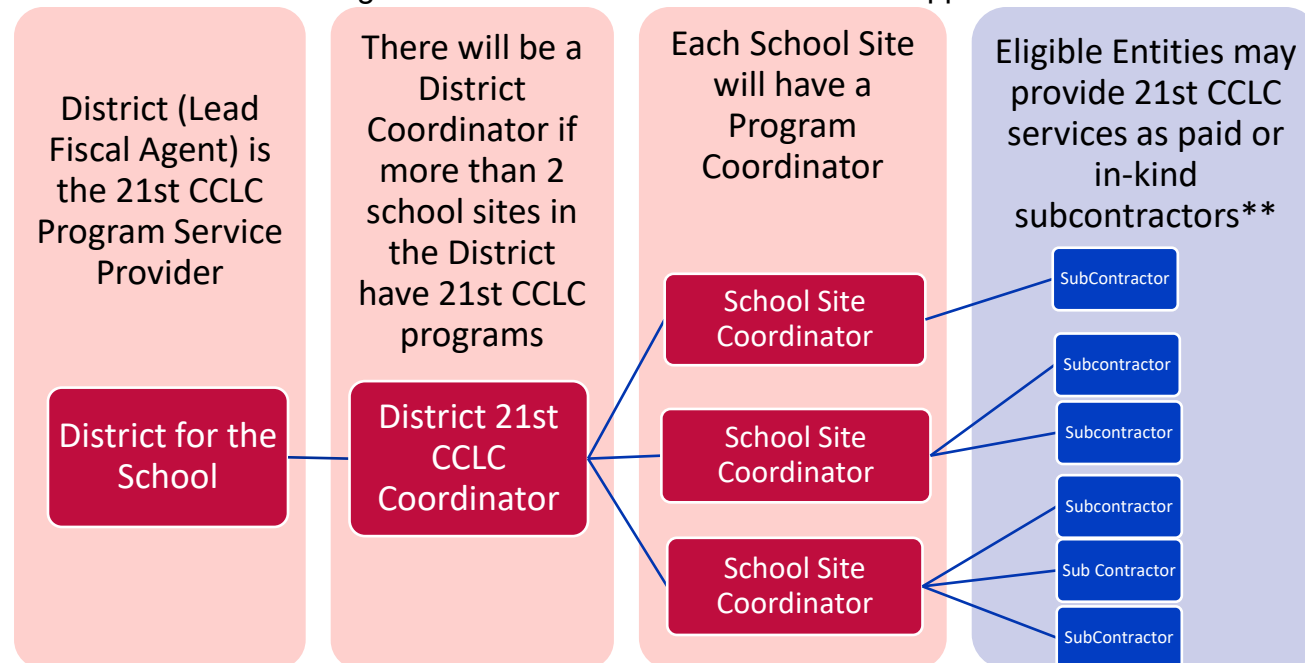 District (Lead
Fiscal Agent) is
the 21st CCLC
Program Service
Provider
District for the
School
There will be a
District
Coordinator if
more than 2
school sites in
the District
have 21st CCLC
programs
District 21st
CCLC
Coordinator
Each School Site
will have a
Program
Coordinator
School Site
Coordinator
School Site
Coordinator
School Site
Coordinator
Eligible Entities may
provide 21st CCLC
services as paid or
in-kind
subcontractors**
SubContractor
Subcontractor
Subcontractor
Subcontractor
Sub Contractor
SubContractor